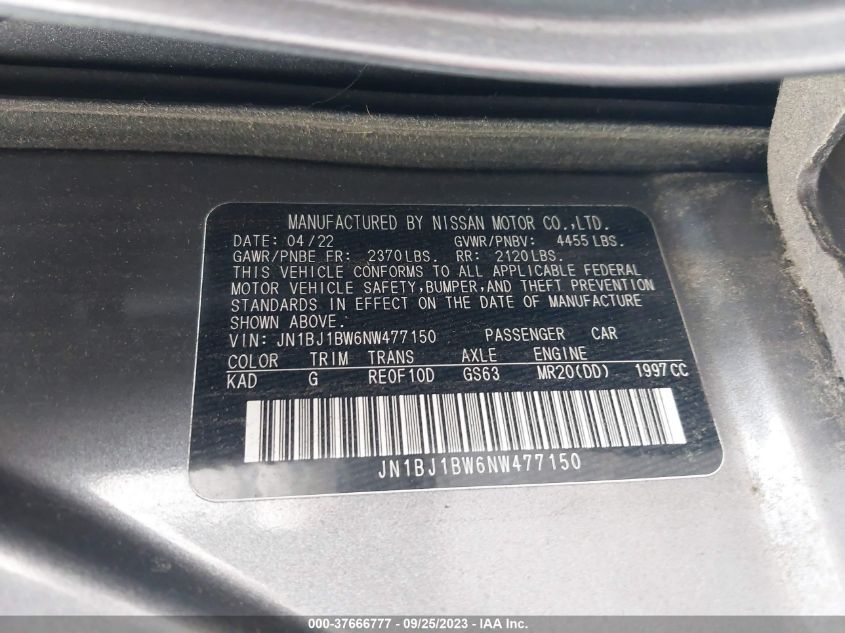 MANUFACTURED BY NISSAN MOTOR CO.,LTD.
DATE: 04/22 GVWR/PNBV: 4455 LBS.
GAWR/PNBE FR: 2370LBS. RR: 2120LBS.
THIS VEHICLE CONFORMS TO ALL APPLICABLE FEDERAL
MOTOR VEHICLE SAFETY,BUMPER,AND THEFT PREVENTION
STANDARDS IN EFFECT ON THE DATE OF MANUFACTURE
SHOWN ABOVE.
VIN: JN1BJ1BW6NW477150 PASSENGER CAR
COLOR TRIM TRANS AXLE ENGINE
KAD G RE0F10D GS63 MR20(DD) 1997CC
JN1BJ1BW6NW477150
000-37666777 - 09/25/2023 - IAA Inc.